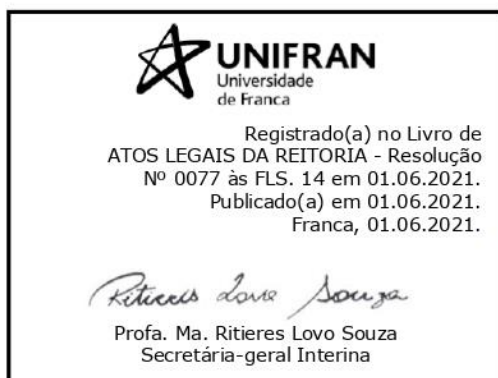 UNIFRAN
Universidade
de Franca
Registrado(a) no Livro de
ATOS LEGAIS DA REITORIA - Resolução
Nº 0077 às FLS. 14 em 01.06.2021.
Publicado(a) em 01.06.2021.
Franca, 01.06.2021.
Ritieres Lovo Souza
Profa. Ma. Ritieres Lovo Souza
Secretária-geral Interina